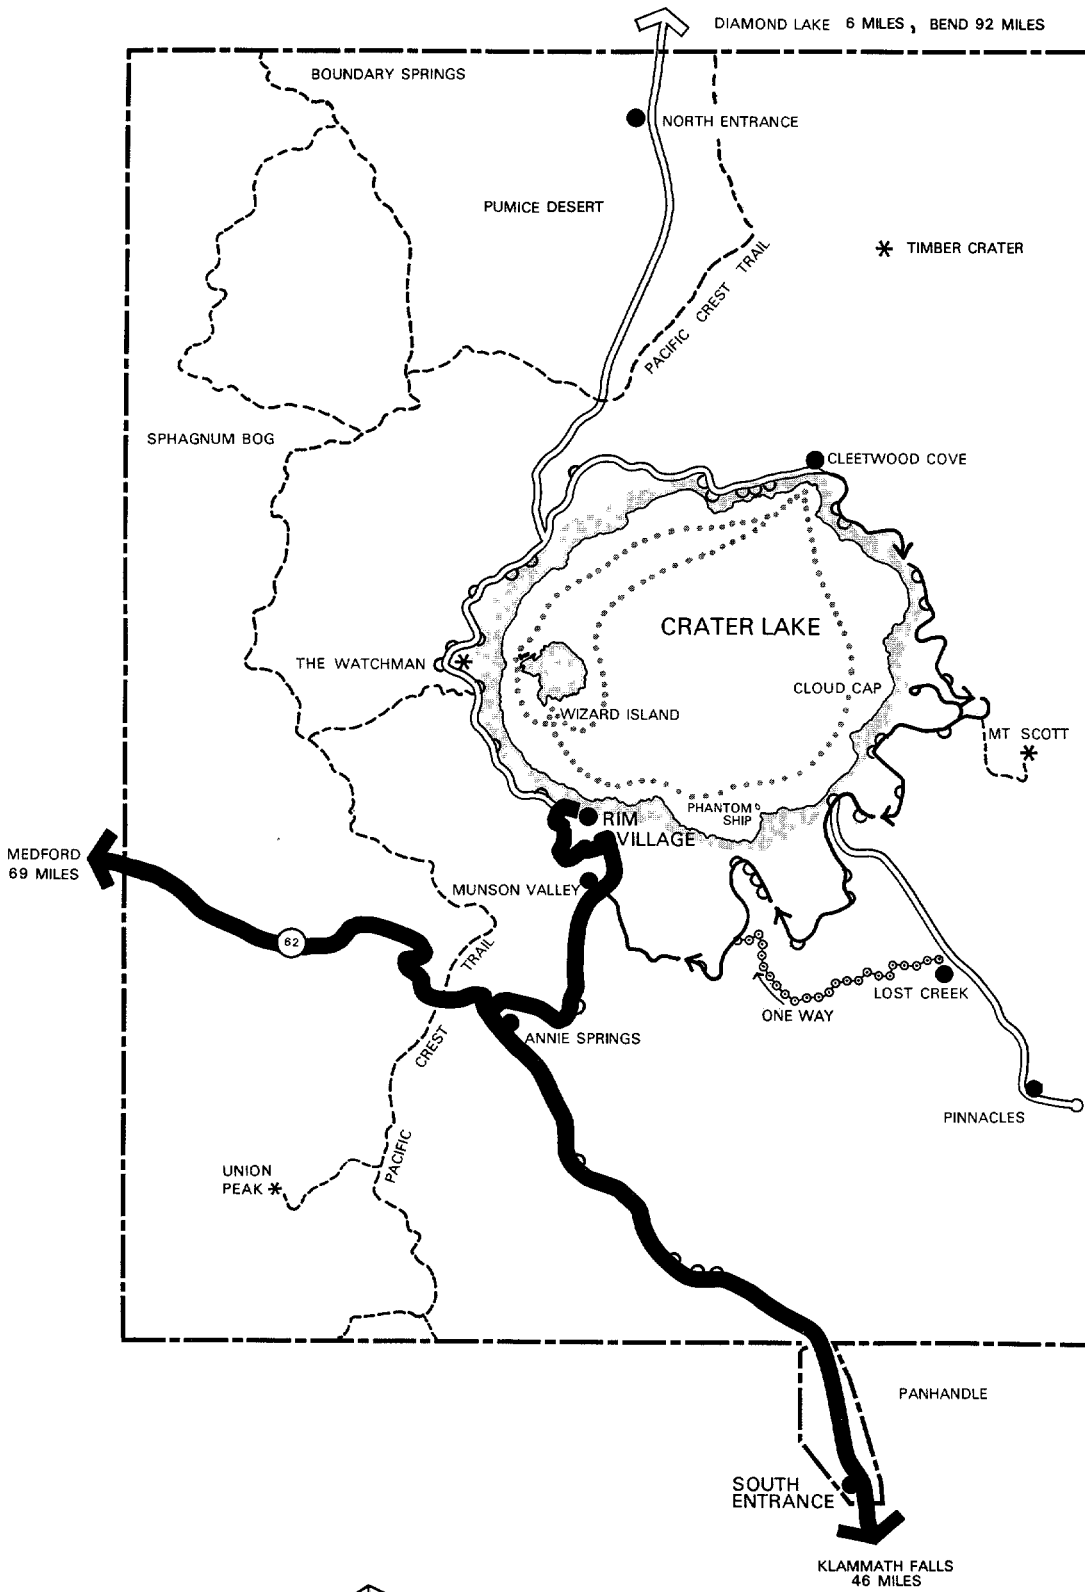 DIAMOND LAKE 6 MILES, BEND 92 MILES
BOUNDARY SPRINGS
NORTH ENTRANCE
PUMICE DESERT
TIMBER CRATER
PACIFIC CREST TRAIL
SPHAGNUM BOG
CLEETWOOD COVE
CRATER LAKE
THE WATCHMAN
CLOUD CAP
WIZARD ISLAND
MT SCOTT
PHANTOM
SHIP
RIM
VILLAGE
MEDFORD
69 MILES
MUNSON VALLEY
62
LOST CREEK
ONE WAY
ANNIE SPRINGS
PACIFIC CREST TRAIL
PINNACLES
UNION
PEAK
PANHANDLE
SOUTH
ENTRANCE
KLAMMATH FALLS
46 MILES